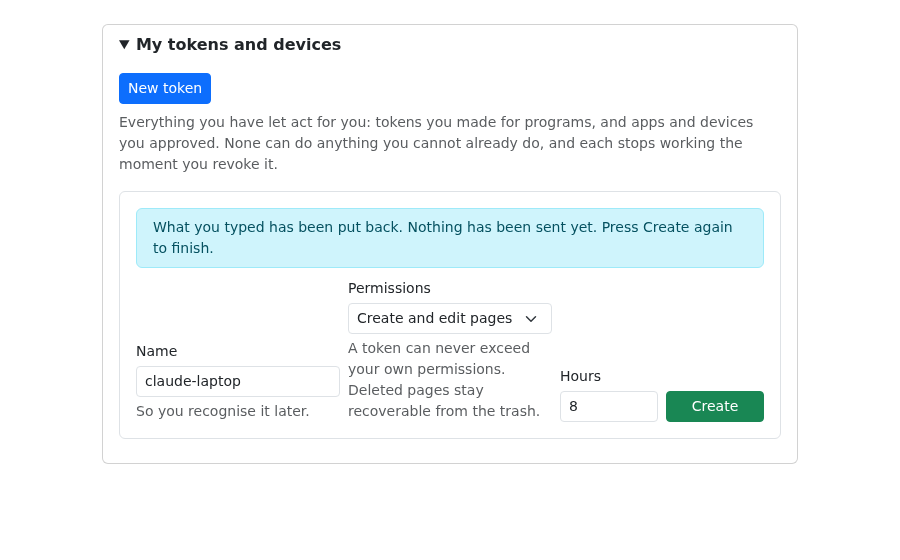 My tokens and devices
New token
Everything you have let act for you: tokens you made for programs, and apps and devices
you approved. None can do anything you cannot already do, and each stops working the
moment you revoke it.
What you typed has been put back. Nothing has been sent yet. Press Create again
to finish.
Name
claude-laptop
So you recognise it later.
Permissions
Create and edit pages
A token can never exceed
your own permissions.
Deleted pages stay
recoverable from the trash.
Hours
8
Create